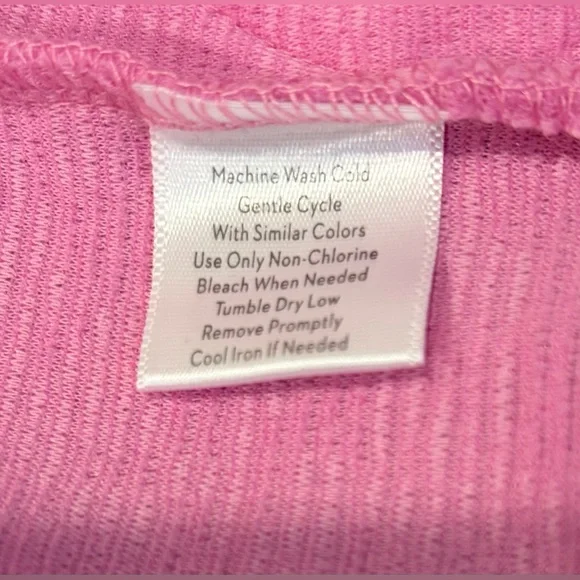 Machine Wash Cold
Gentle Cycle
With Similar Colors
Use Only Non-Chlorine
Bleach When Needed
Tumble Dry Low
Remove Promptly
Cool Iron If Needed